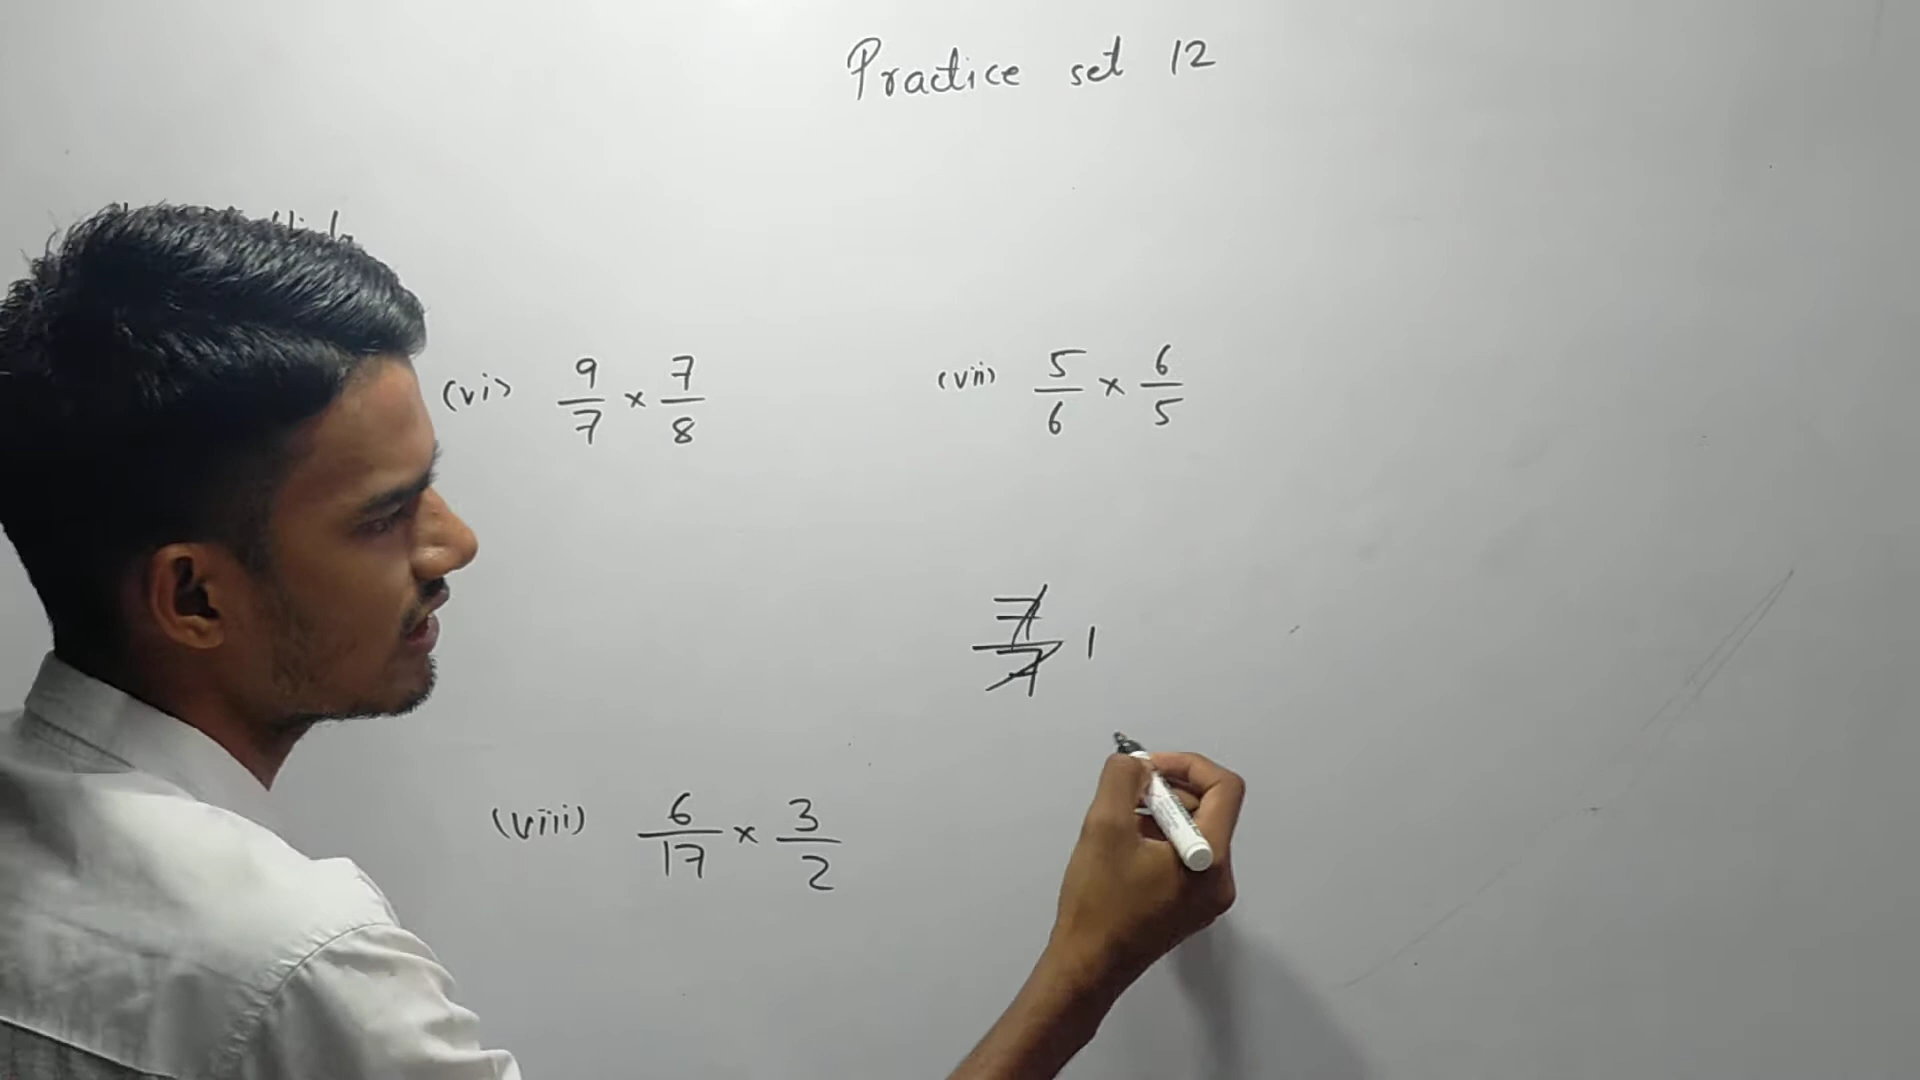 Practice set 12
(vi) 9/7 × 7/8
(vii) 5/6 × 6/5
7/7 1
(viii) 6/17 × 3/2